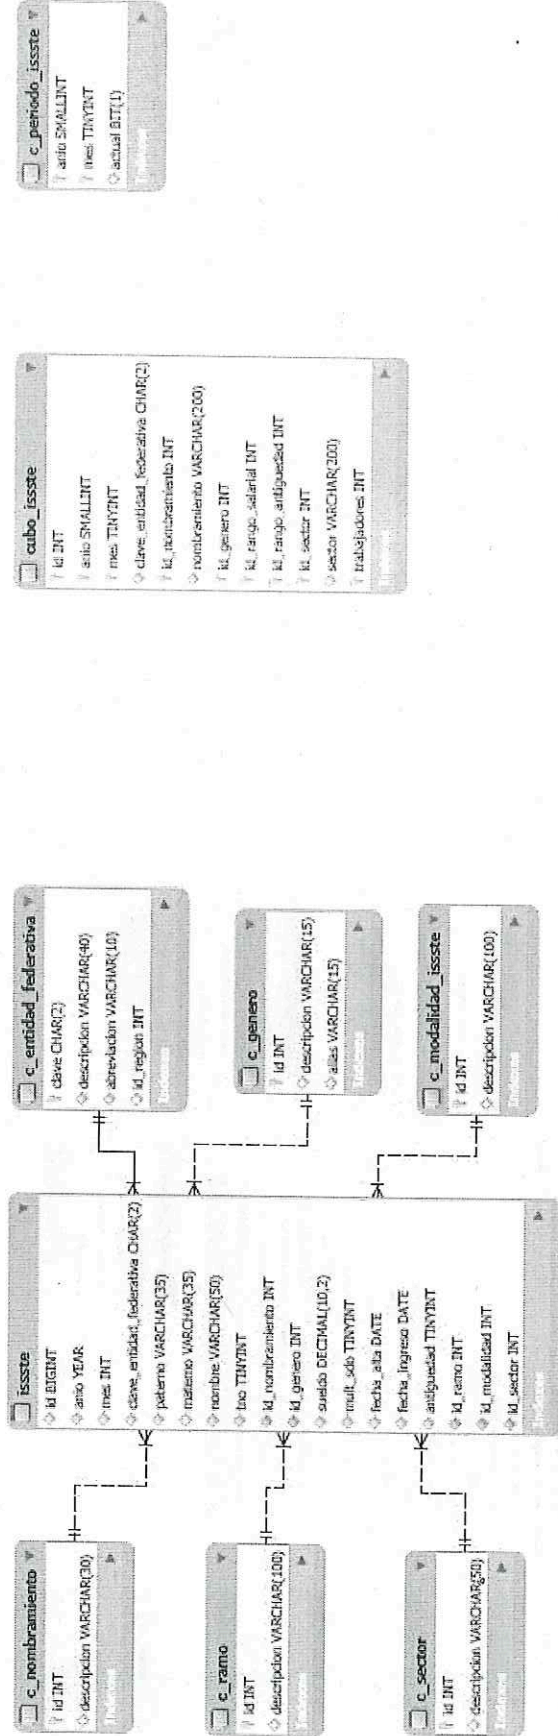 c_nombramiento
id INT
descripcion VARCHAR(30)
Indexes
c_ramo
id INT
descripcion VARCHAR(100)
Indexes
c_sector
id INT
descripcion VARCHAR(50)
Indexes
issste
id BIGINT
anio YEAR
mes INT
clave_entidad_federativa CHAR(2)
paterno VARCHAR(35)
materno VARCHAR(35)
nombre VARCHAR(50)
tno TINYINT
id_nombramiento INT
id_genero INT
sueldo DECIMAL(10,2)
mult_sdo TINYINT
fecha_alta DATE
fecha_ingreso DATE
antiguedad TINYINT
id_ramo INT
id_modalidad INT
id_sector INT
Indexes
c_entidad_federativa
clave CHAR(2)
descripcion VARCHAR(40)
abreviacion VARCHAR(10)
id_region INT
Indexes
c_genero
id INT
descripcion VARCHAR(15)
alias VARCHAR(15)
Indexes
c_modalidad_issste
id INT
descripcion VARCHAR(100)
Indexes
cubo_issste
id INT
anio SMALLINT
mes TINYINT
clave_entidad_federativa CHAR(2)
id_nombramiento INT
nombramiento VARCHAR(200)
id_genero INT
id_rango_salarial INT
id_rango_antiguedad INT
id_sector INT
sector VARCHAR(200)
trabajadores INT
Indexes
c_periodo_issste
anio SMALLINT
mes TINYINT
actual BIT(1)
Indexes